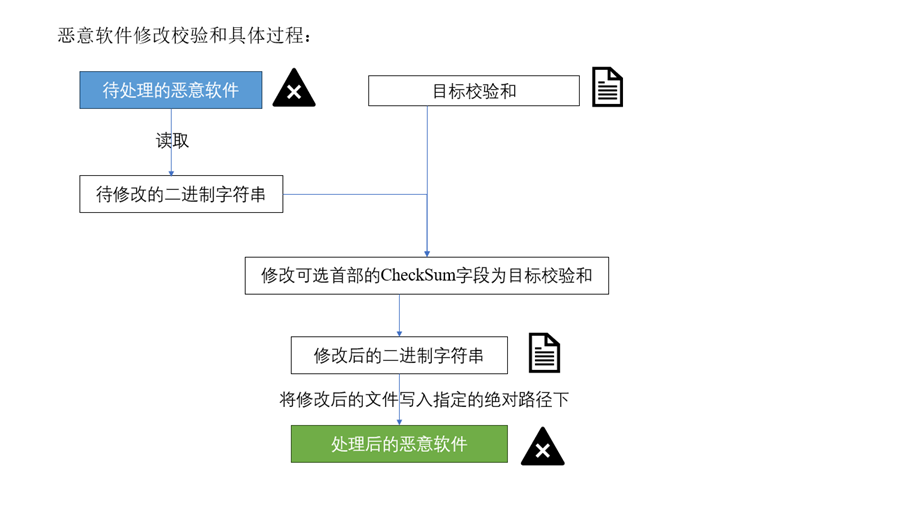 恶意软件修改校验和具体过程：
待处理的恶意软件
目标校验和
读取
待修改的二进制字符串
修改可选首部的CheckSum字段为目标校验和
修改后的二进制字符串
将修改后的文件写入指定的绝对路径下
处理后的恶意软件